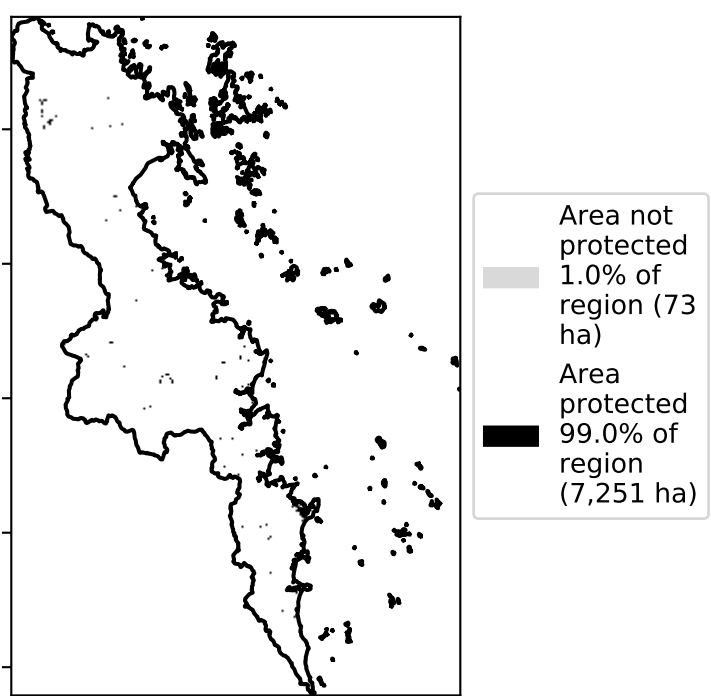 Area not
protected
1.0% of
region (73
ha)
Area
protected
99.0% of
region
(7,251 ha)